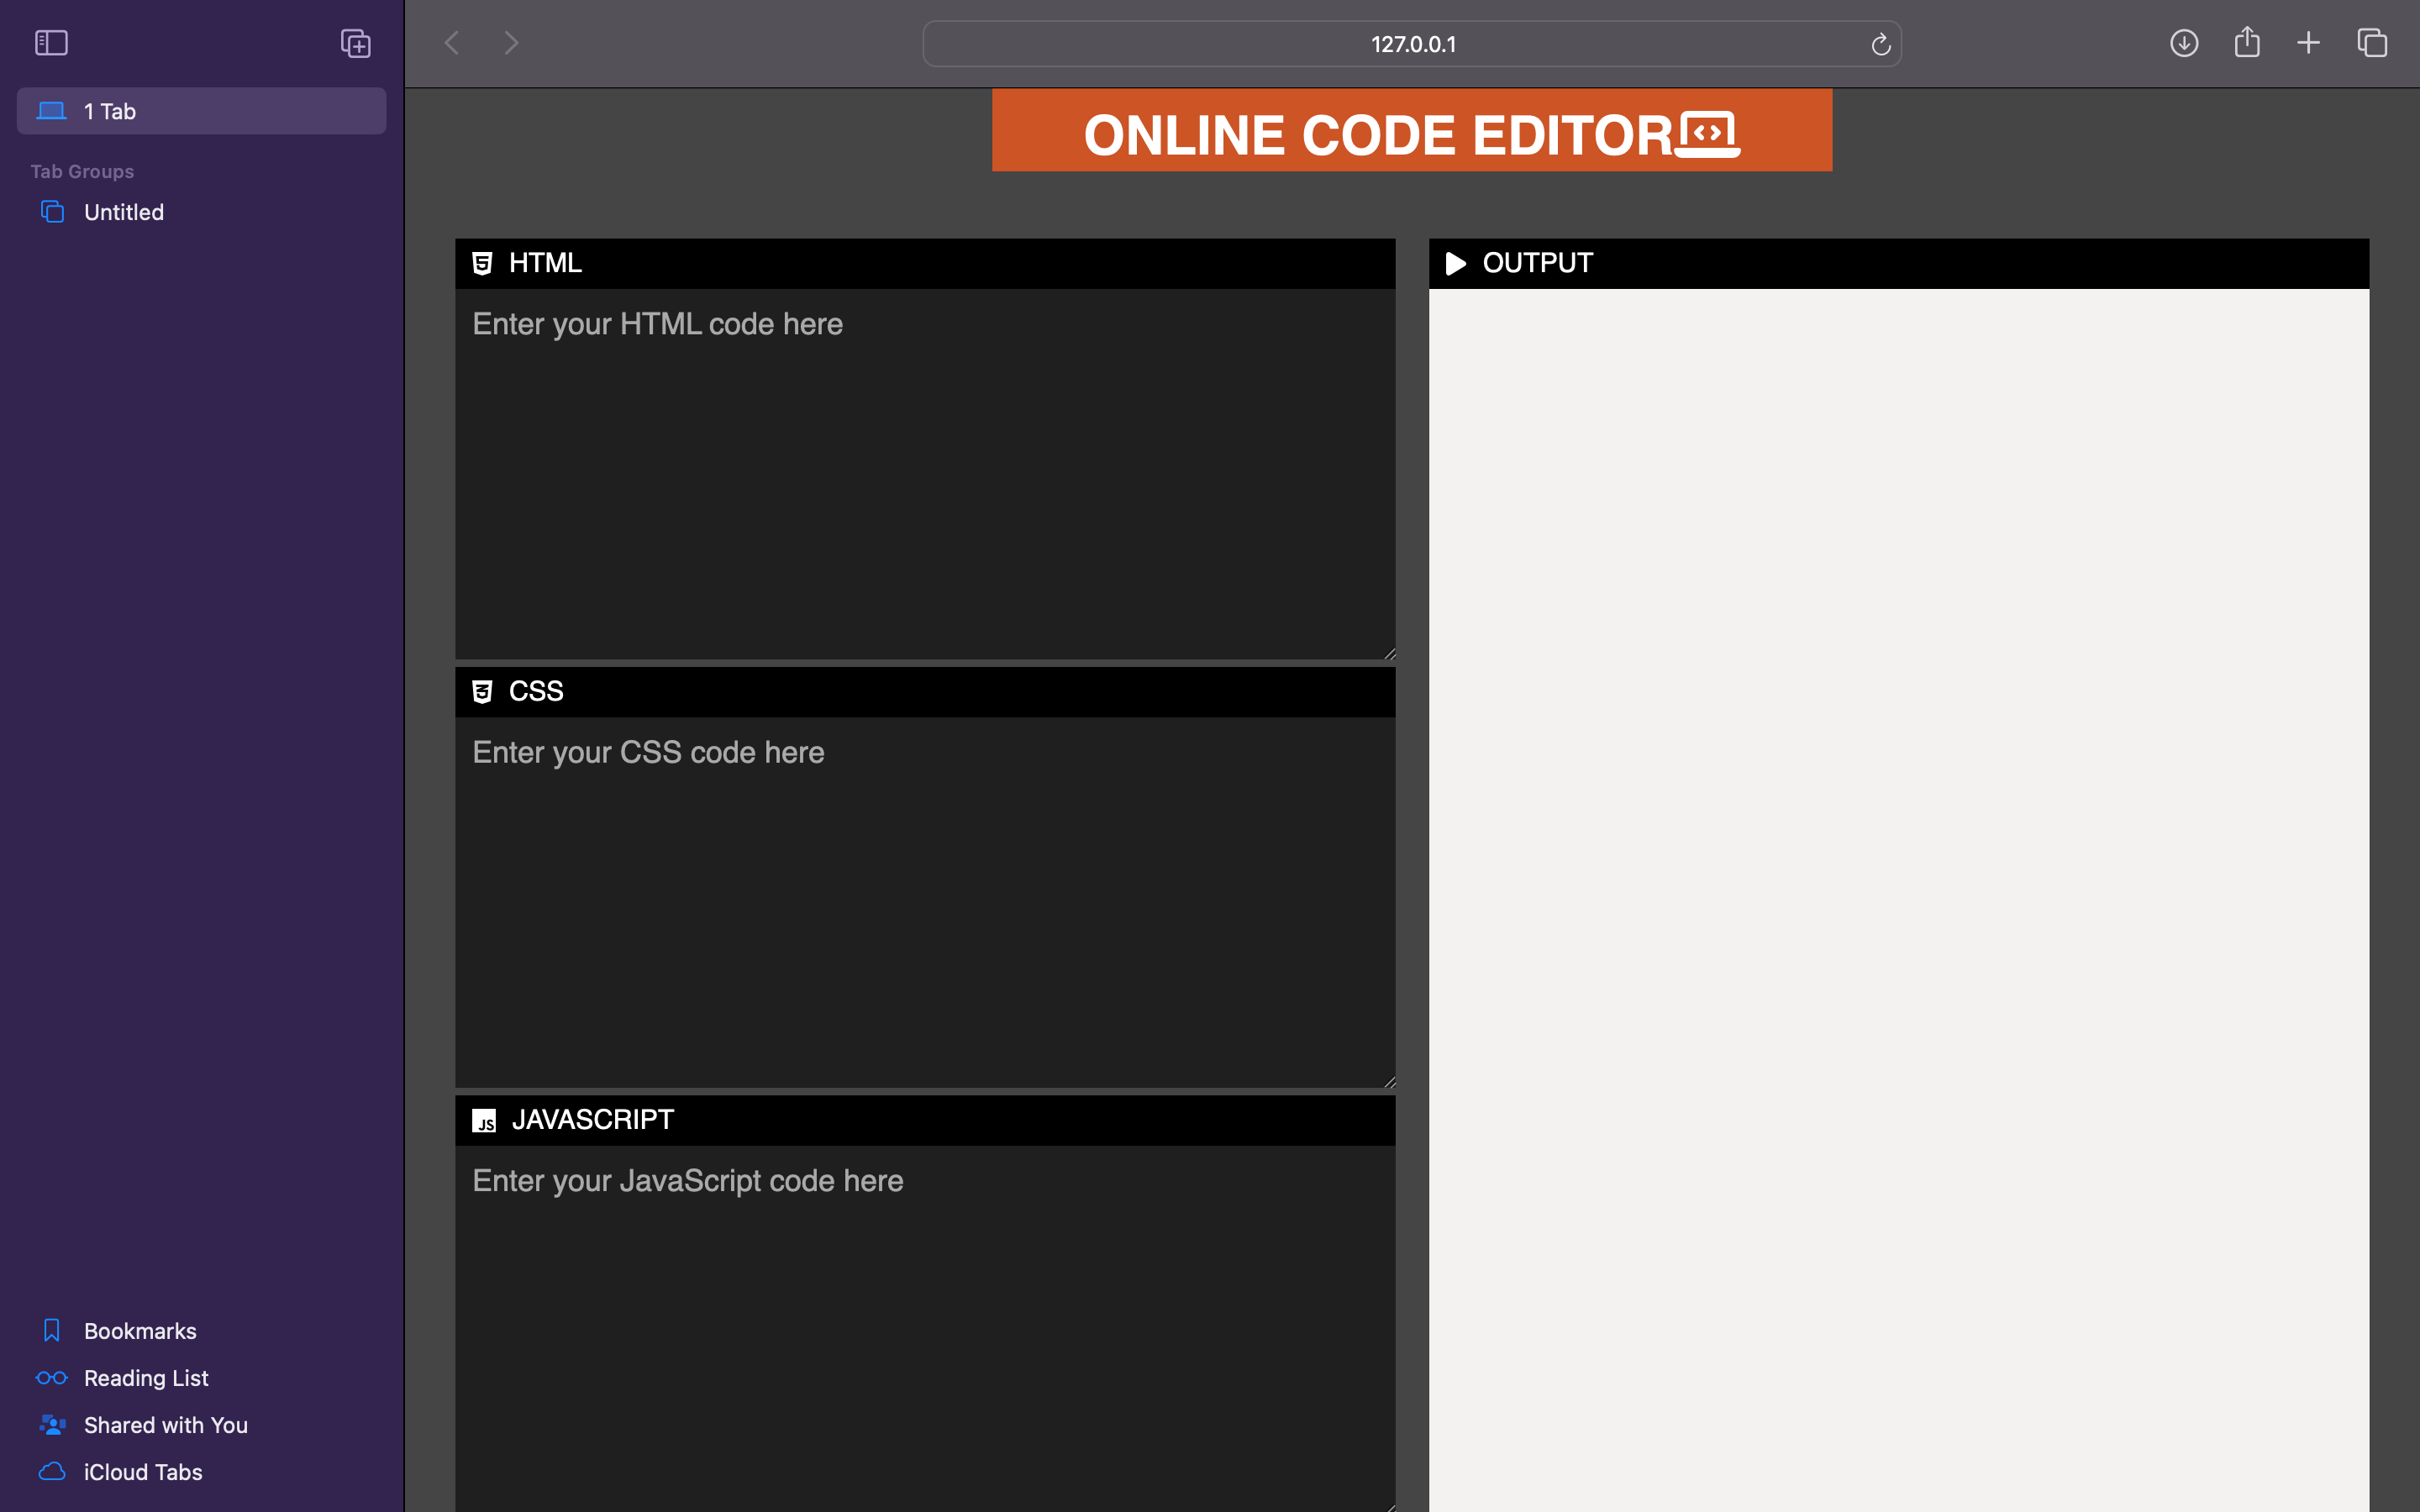 1 Tab
Tab Groups
Untitled
Bookmarks
Reading List
Shared with You
iCloud Tabs
127.0.0.1
ONLINE CODE EDITOR
HTML
Enter your HTML code here
CSS
Enter your CSS code here
JS JAVASCRIPT
Enter your JavaScript code here
OUTPUT